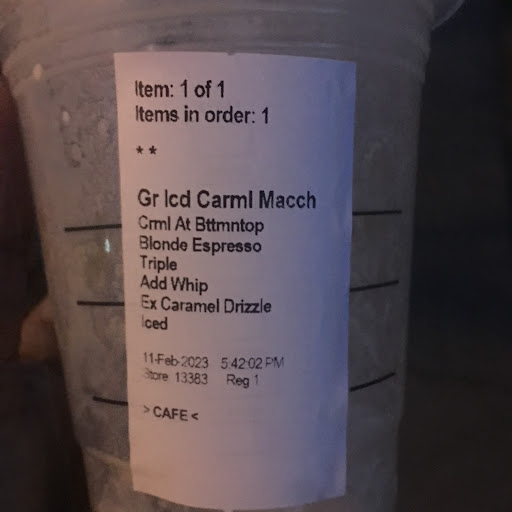 Item: 1 of 1
Items in order: 1
* *
Gr Icd Carml Macch
Crml At Bttmntop
Blonde Espresso
Triple
Add Whip
Ex Caramel Drizzle
Iced
11-Feb-2023 5:42:02 PM
Store 13383 Reg 1
> CAFE <